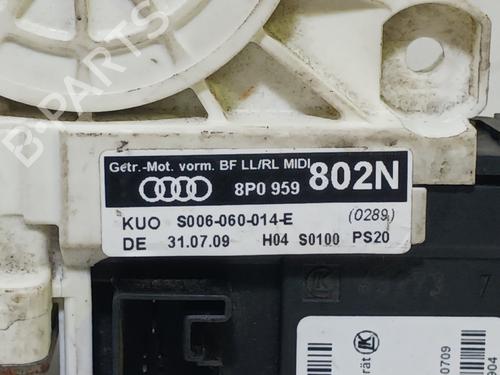 B-Parts
Getr.-Mot. vorm. BF LL/RL MIDI
8P0 959 802N
KUO S006-060-014-E (0289)
DE 31.07.09 H04 S0100 PS20